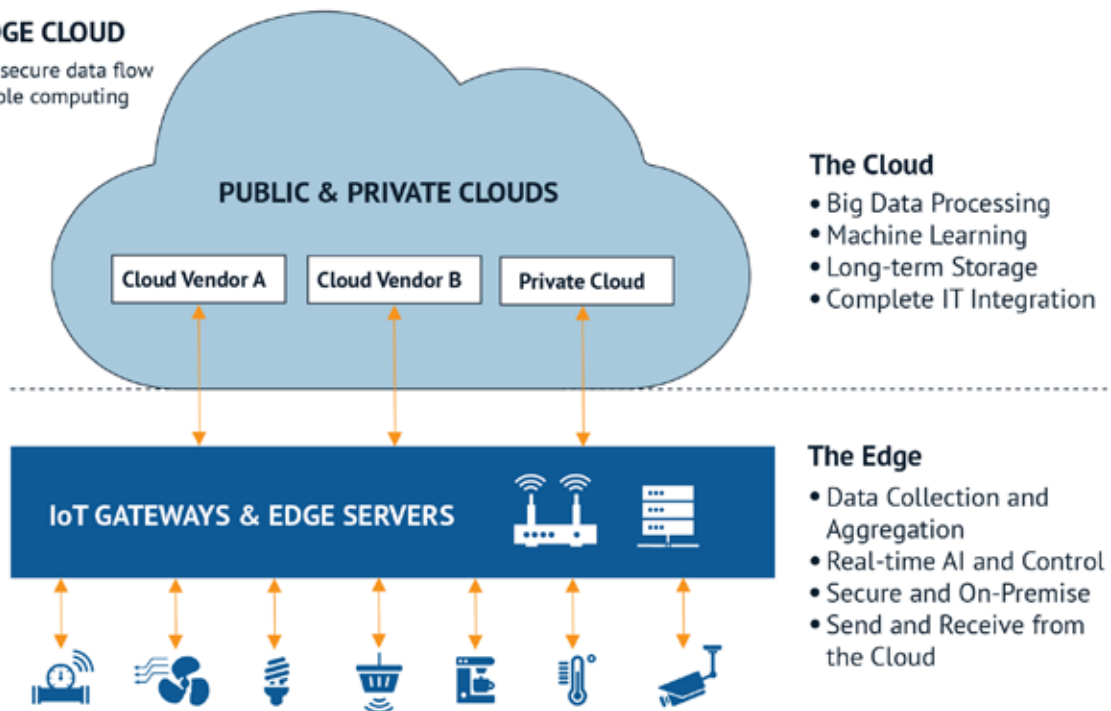 CLOUD
secure data flow
computing
PUBLIC & PRIVATE CLOUDS
Cloud Vendor A
Cloud Vendor B
Private Cloud
The Cloud
• Big Data Processing
• Machine Learning
• Long-term Storage
• Complete IT Integration
IoT GATEWAYS & EDGE SERVERS
The Edge
• Data Collection and
Aggregation
• Real-time AI and Control
• Secure and On-Premise
• Send and Receive from
the Cloud